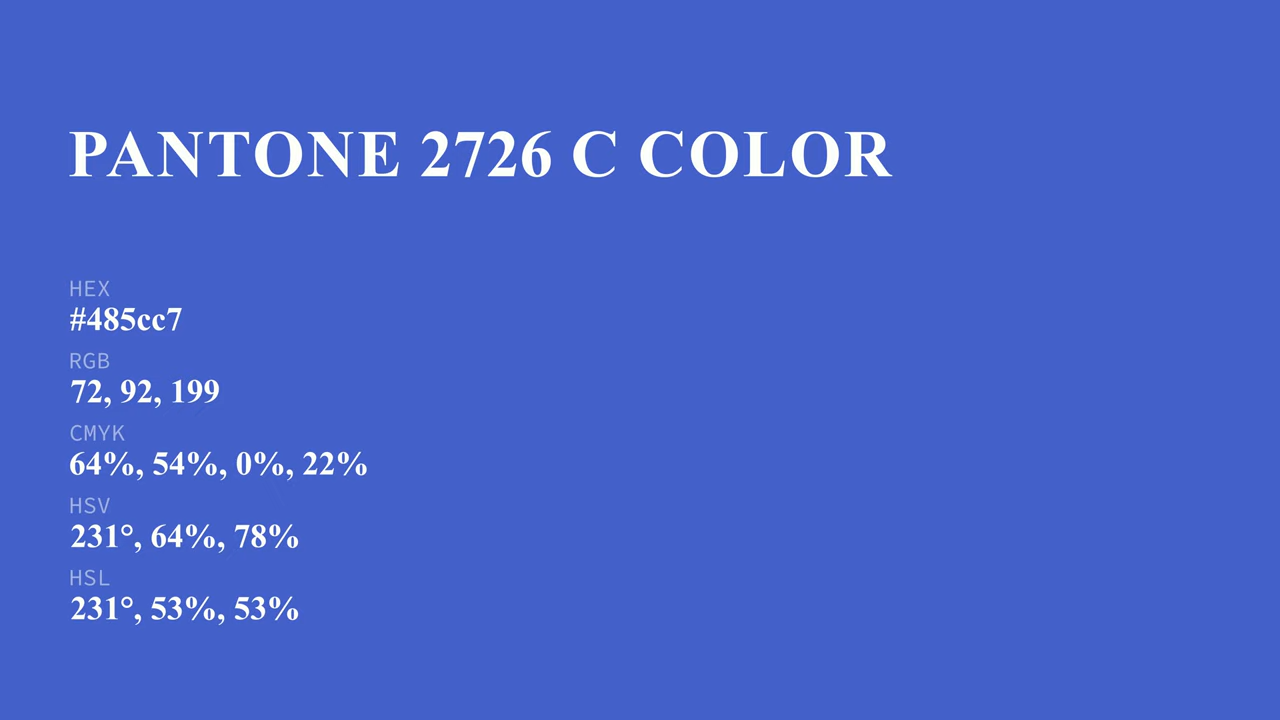 PANTONE 2726 C COLOR
HEX
#485cc7
RGB
72, 92, 199
CMYK
64%, 54%, 0%, 22%
HSV
231°, 64%, 78%
HSL
231°, 53%, 53%